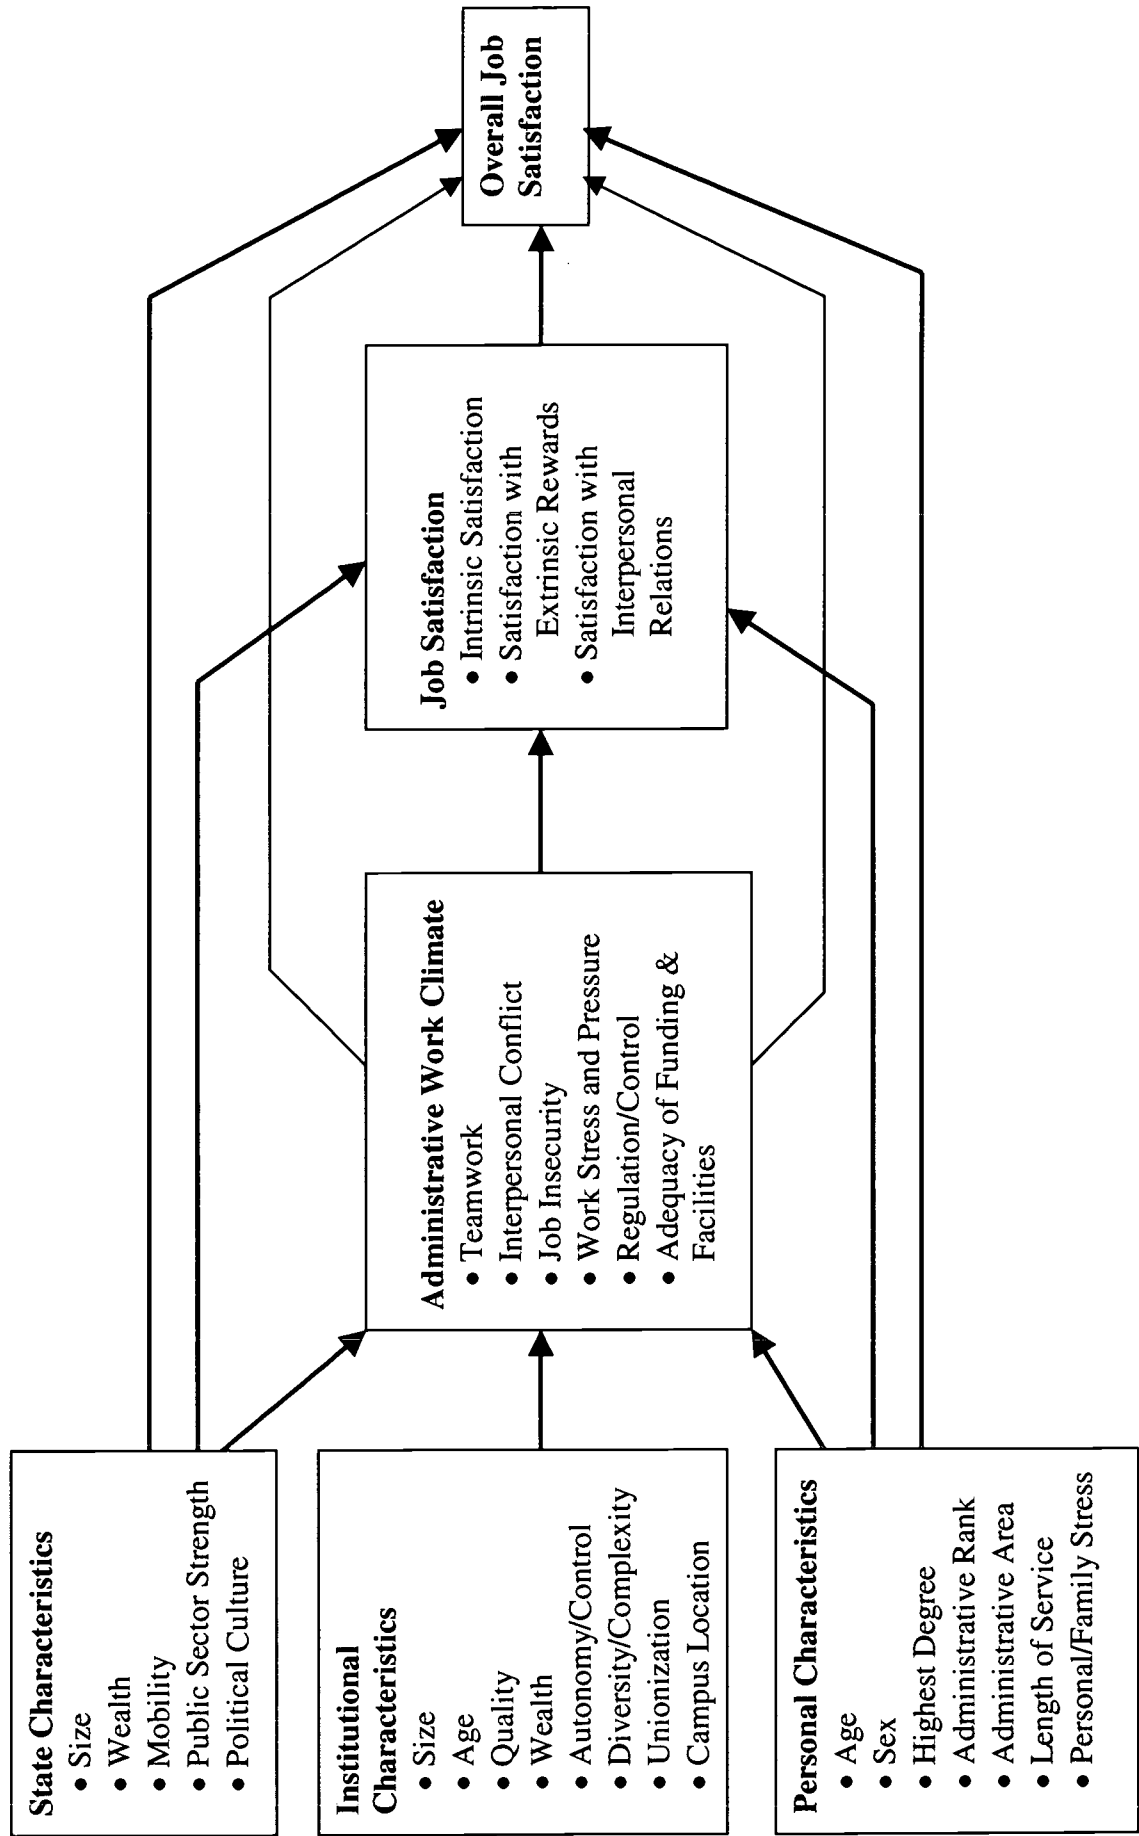 State Characteristics
• Size
• Wealth
• Mobility
• Public Sector Strength
• Political Culture
Institutional
Characteristics
• Size
• Age
• Quality
• Wealth
• Autonomy/Control
• Diversity/Complexity
• Unionization
• Campus Location
Personal Characteristics
• Age
• Sex
• Highest Degree
• Administrative Rank
• Administrative Area
• Length of Service
• Personal/Family Stress
Administrative Work Climate
• Teamwork
• Interpersonal Conflict
• Job Insecurity
• Work Stress and Pressure
• Regulation/Control
• Adequacy of Funding &
Facilities
Job Satisfaction
• Intrinsic Satisfaction
• Satisfaction with
Extrinsic Rewards
• Satisfaction with
Interpersonal
Relations
Overall Job
Satisfaction